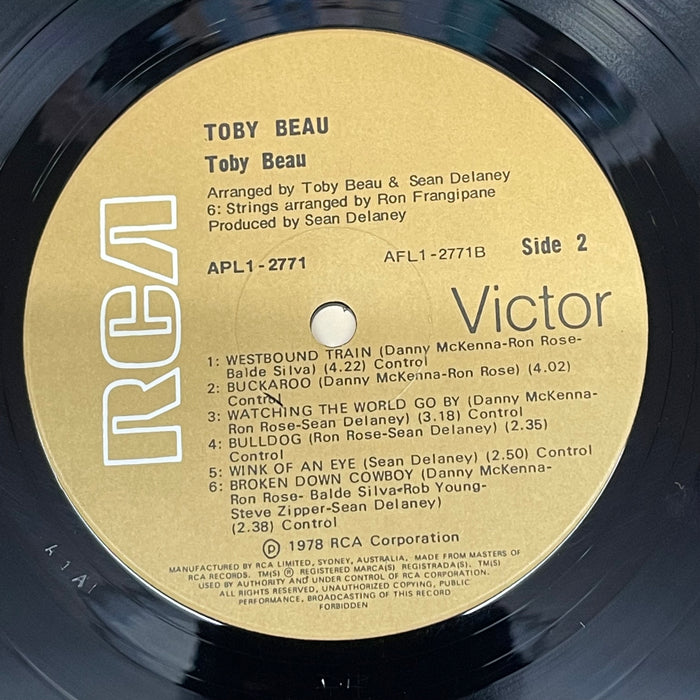 TOBY BEAU
Toby Beau
Arranged by Toby Beau & Sean Delaney
6: Strings arranged by Ron Frangipane
Produced by Sean Delaney
APL1-2771
AFL1-2771B
Side 2
RCA
Victor
1: WESTBOUND TRAIN (Danny McKenna-Ron Rose-
Balde Silva) (4.22) Control
2: BUCKAROO (Danny McKenna-Ron Rose) (4.02)
Control
3: WATCHING THE WORLD GO BY (Danny McKenna-
Ron Rose-Sean Delaney) (3.18) Control
4: BULLDOG (Ron Rose-Sean Delaney) (2.35)
Control
5: WINK OF AN EYE (Sean Delaney) (2.50) Control
6: BROKEN DOWN COWBOY (Danny McKenna-
Ron Rose- Balde Silva-Rob Young-
Steve Zipper-Sean Delaney)
(2.38) Control
Ⓟ 1978 RCA Corporation
MANUFACTURED BY RCA LIMITED, SYDNEY, AUSTRALIA. MADE FROM MASTERS OF
RCA RECORDS. TM(S) ® REGISTERED MARCA(S) REGISTRADA(S). TM(S)
USED BY AUTHORITY AND UNDER CONTROL OF RCA CORPORATION.
ALL RIGHTS RESERVED, UNAUTHORIZED COPYING, PUBLIC
PERFORMANCE, BROADCASTING OF THIS RECORD
FORBIDDEN